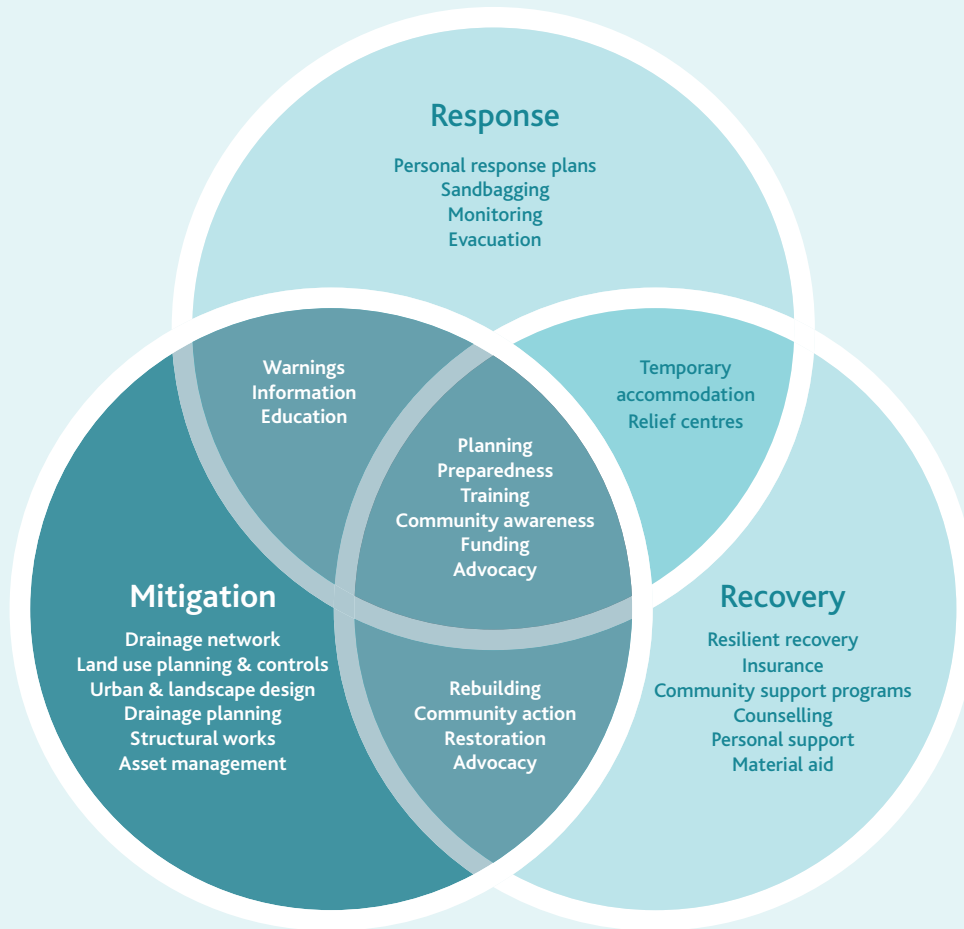 Response
Personal response plans
Sandbagging
Monitoring
Evacuation
Warnings
Information
Education
Temporary
accommodation
Relief centres
Planning
Preparedness
Training
Community awareness
Funding
Advocacy
Mitigation
Drainage network
Land use planning & controls
Urban & landscape design
Drainage planning
Structural works
Asset management
Rebuilding
Community action
Restoration
Advocacy
Recovery
Resilient recovery
Insurance
Community support programs
Counselling
Personal support
Material aid